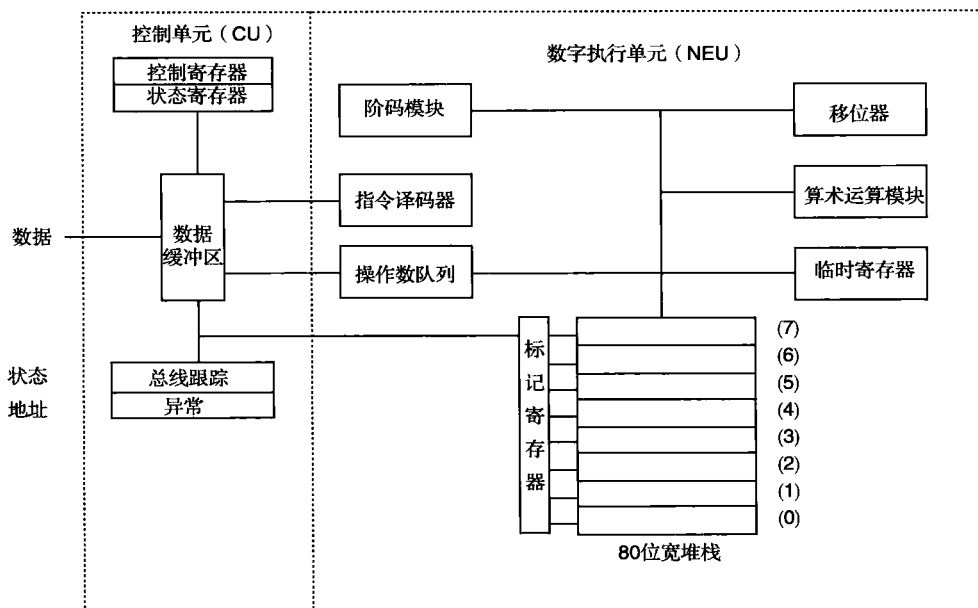 控制单元（CU）
控制寄存器
状态寄存器
数字执行单元（NEU）
阶码模块
移位器
指令译码器
算术运算模块
数据
数据
缓冲区
操作数队列
临时寄存器
状态
地址
总线跟踪
异常
标记寄存器
(7)
(6)
(5)
(4)
(3)
(2)
(1)
(0)
80位宽堆栈